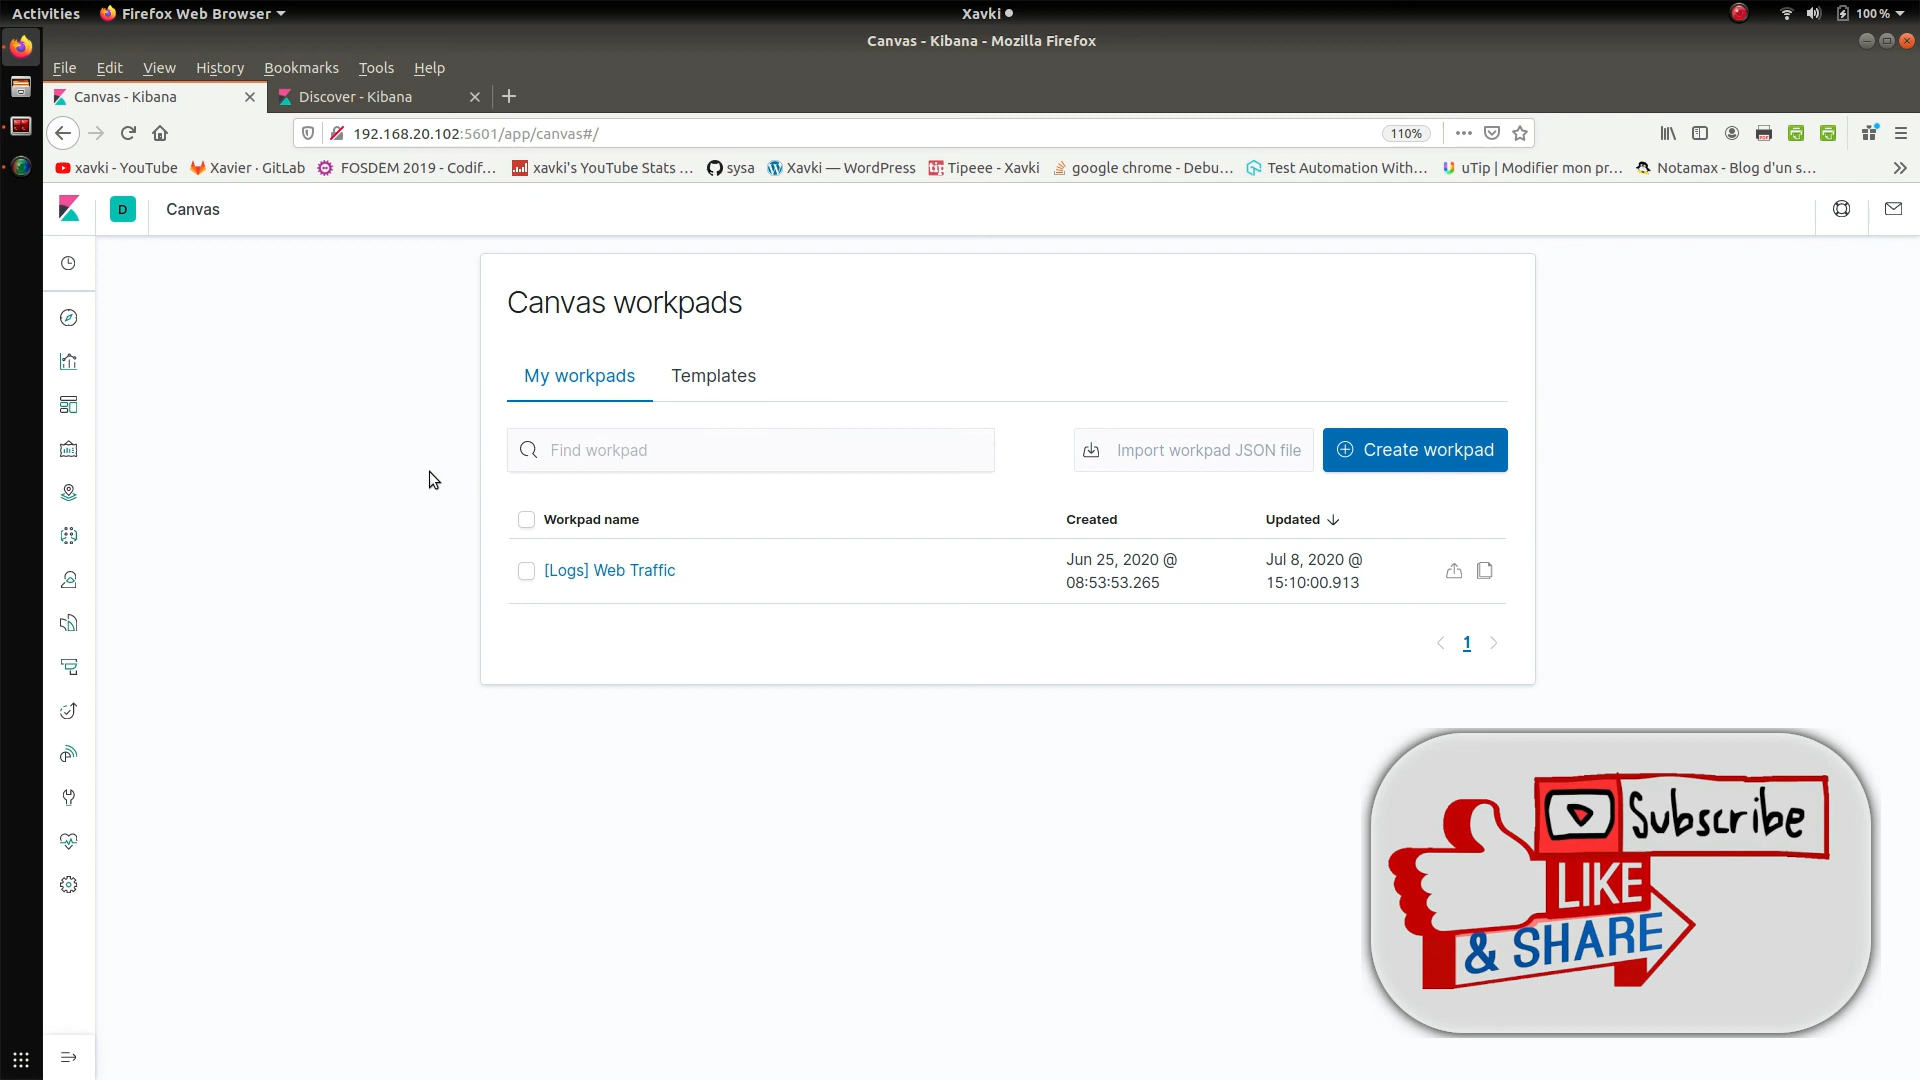 Activities Firefox Web Browser Xavki 100 %
Canvas - Kibana - Mozilla Firefox
File Edit View History Bookmarks Tools Help
Canvas - Kibana Discover - Kibana
192.168.20.102:5601/app/canvas#/ 110%
xavki - YouTube Xavier · GitLab FOSDEM 2019 - Codif... xavki's YouTube Stats ... sysa Xavki — WordPress Tipeee - Xavki google chrome - Debu... Test Automation With... uTip | Modifier mon pr... Notamax - Blog d'un s...
D Canvas
Canvas workpads
My workpads Templates
Find workpad Import workpad JSON file Create workpad
Workpad name Created Updated
[Logs] Web Traffic Jun 25, 2020 @ 08:53:53.265 Jul 8, 2020 @ 15:10:00.913
1
Subscribe
LIKE
& SHARE